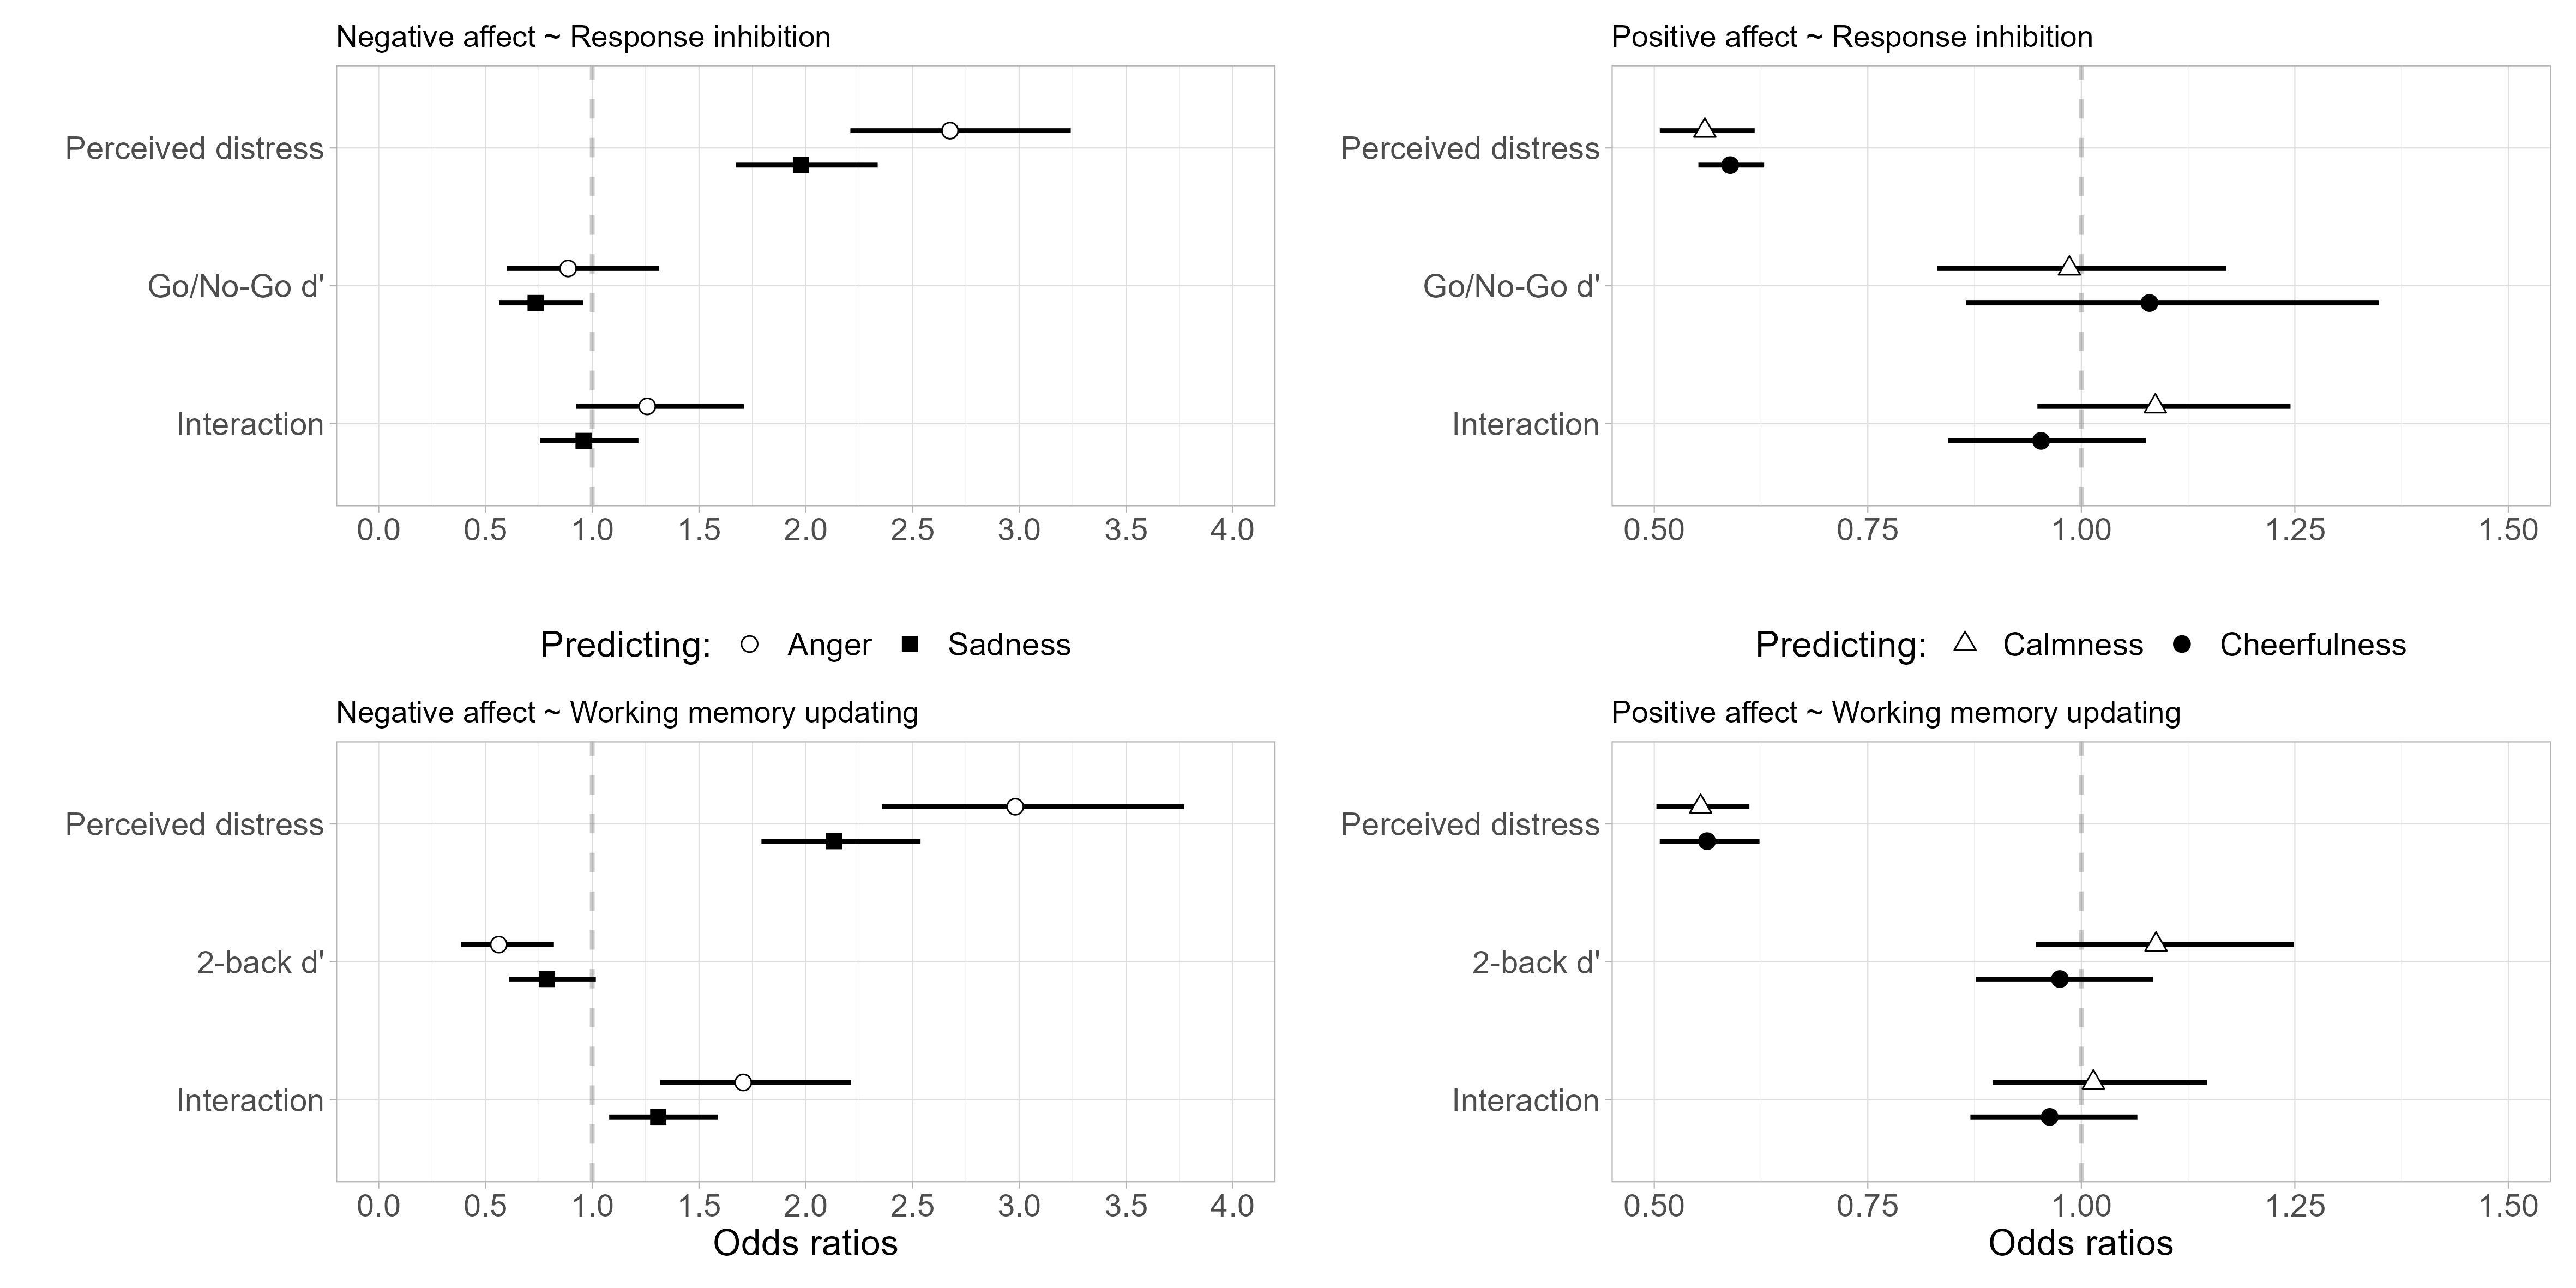 Negative affect ~ Response inhibition
Perceived distress
Go/No-Go d'
Interaction
0.0 0.5 1.0 1.5 2.0 2.5 3.0 3.5 4.0
Predicting: Anger Sadness
Positive affect ~ Response inhibition
Perceived distress
Go/No-Go d'
Interaction
0.50 0.75 1.00 1.25 1.50
Predicting: Calmness Cheerfulness
Negative affect ~ Working memory updating
Perceived distress
2-back d'
Interaction
0.0 0.5 1.0 1.5 2.0 2.5 3.0 3.5 4.0
Odds ratios
Positive affect ~ Working memory updating
Perceived distress
2-back d'
Interaction
0.50 0.75 1.00 1.25 1.50
Odds ratios